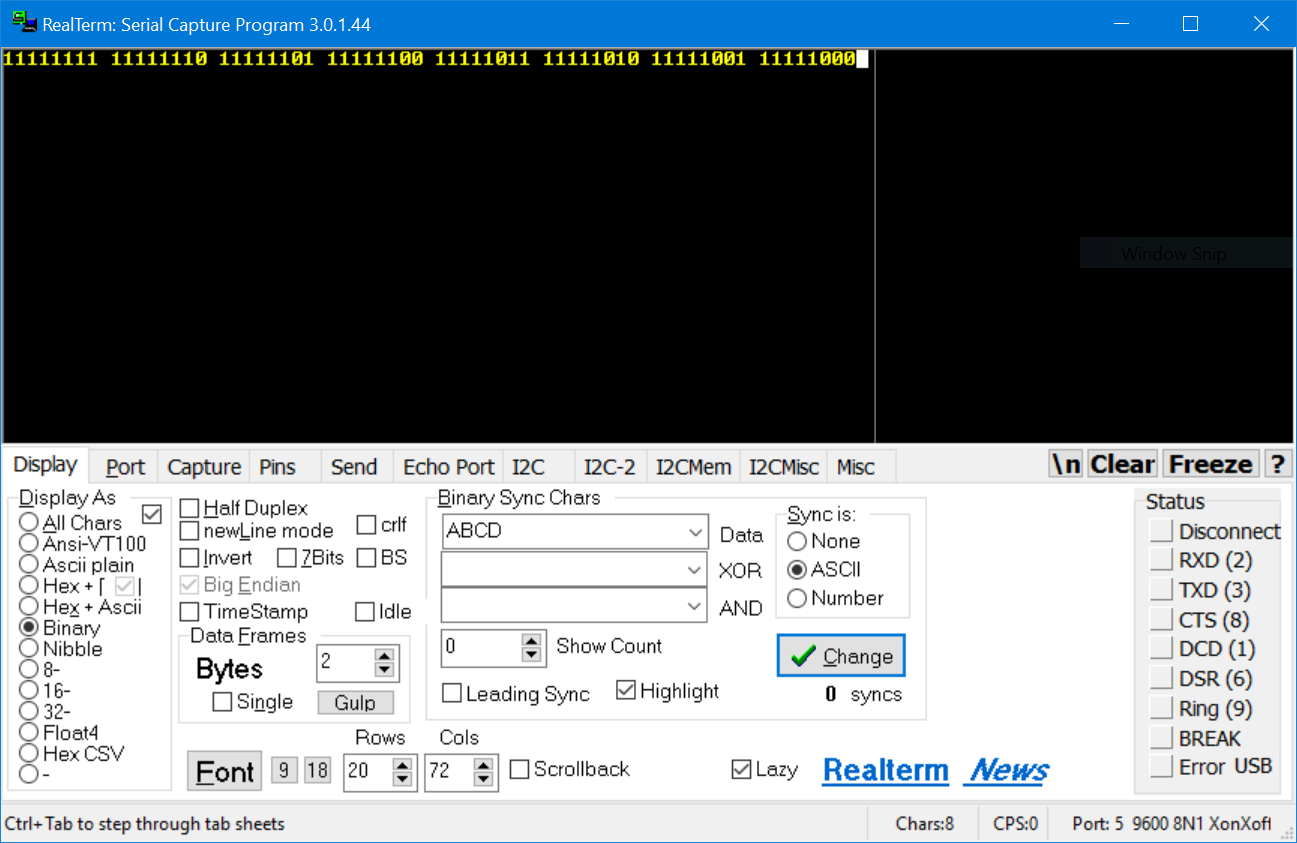 RealTerm: Serial Capture Program 3.0.1.44
11111111 11111110 11111101 11111100 11111011 11111010 11111001 11111000
Window Snip
Display Port Capture Pins Send Echo Port I2C I2C-2 I2CMem I2CMisc Misc \n Clear Freeze ?
Display As
All Chars
Ansi-VT100
Ascii plain
Hex + [ ]
Hex + Ascii
Binary
Nibble
8-
16-
32-
Float4
Hex CSV
-
Half Duplex
newLine mode crlf
Invert 7Bits BS
Big Endian
TimeStamp Idle
Data Frames
Bytes 2
Single Gulp
Rows Cols
Font 9 18 20 72 Scrollback
Binary Sync Chars
ABCD Data
XOR
AND
0 Show Count
Leading Sync Highlight
Sync is:
None
ASCII
Number
Change
0 syncs
Lazy Realterm News
Status
Disconnect
RXD (2)
TXD (3)
CTS (8)
DCD (1)
DSR (6)
Ring (9)
BREAK
Error USB
Ctrl+Tab to step through tab sheets Chars:8 CPS:0 Port: 5 9600 8N1 XonXoff